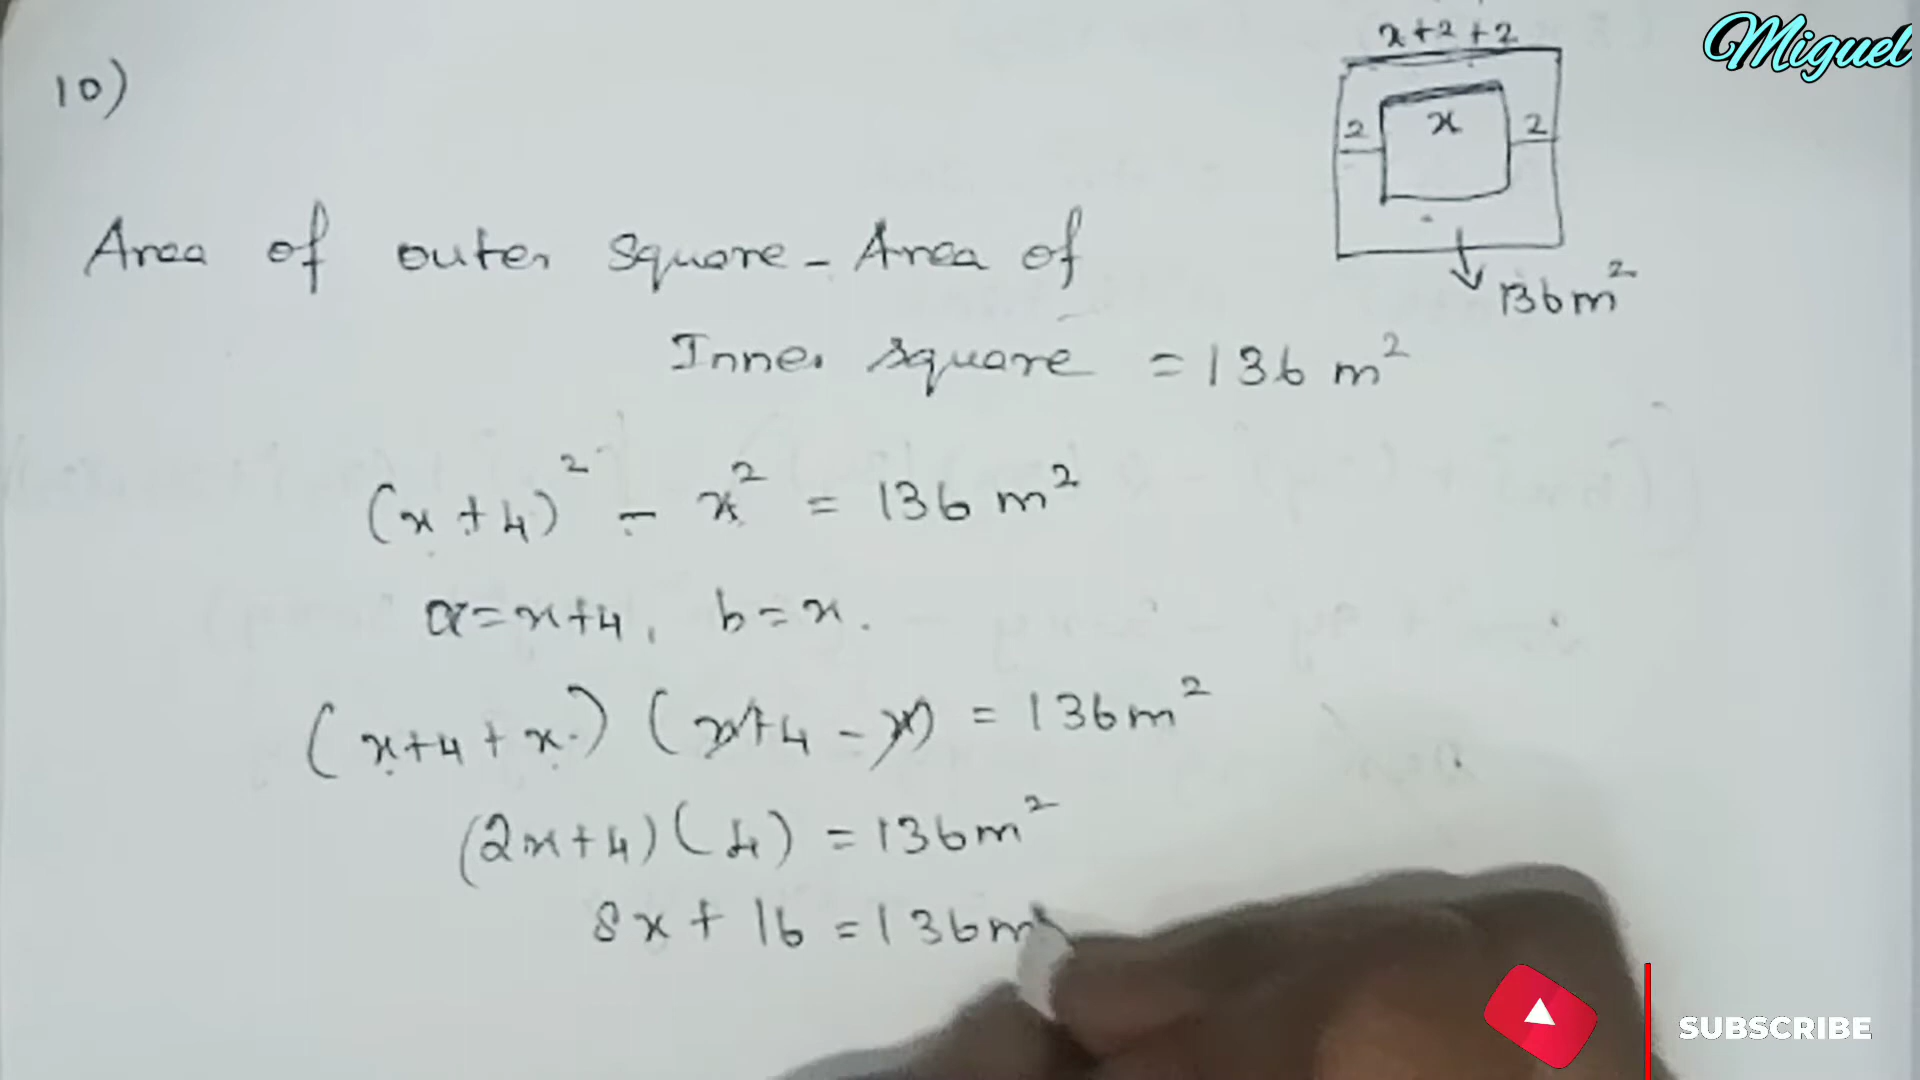 Miguel
10)
x+2+2
2 x 2
136m²
Area of outer square - Area of
Inner square = 136 m²
(x+4)² - x² = 136 m²
a=x+4, b=x.
(x+4+x) (x+4-x) = 136m²
(2x+4)(4) = 136m²
8x + 16 = 136m
SUBSCRIBE